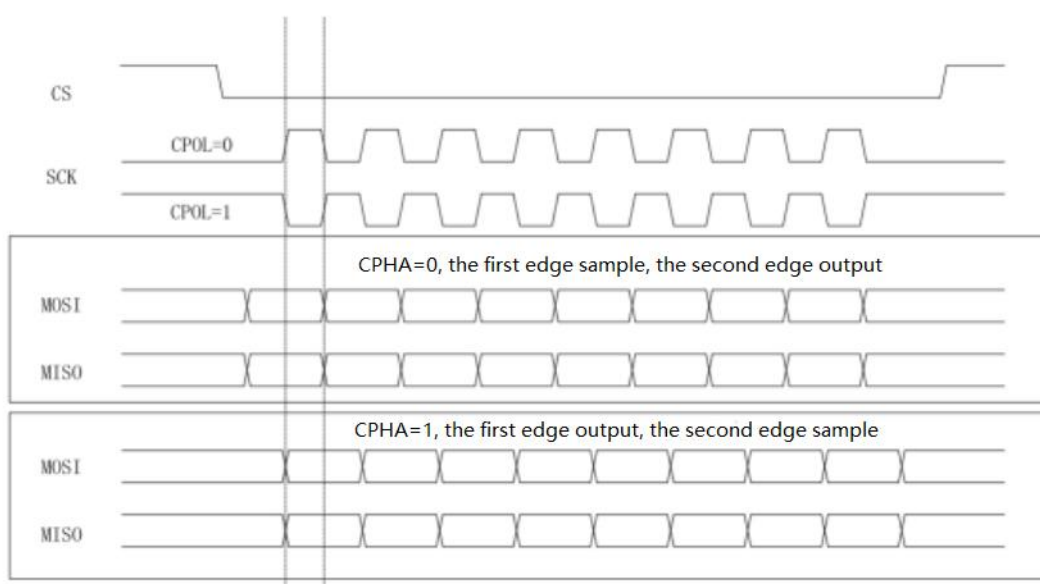 CS
CPOL=0
SCK
CPOL=1
CPHA=0, the first edge sample, the second edge output
MOSI
MISO
CPHA=1, the first edge output, the second edge sample
MOSI
MISO